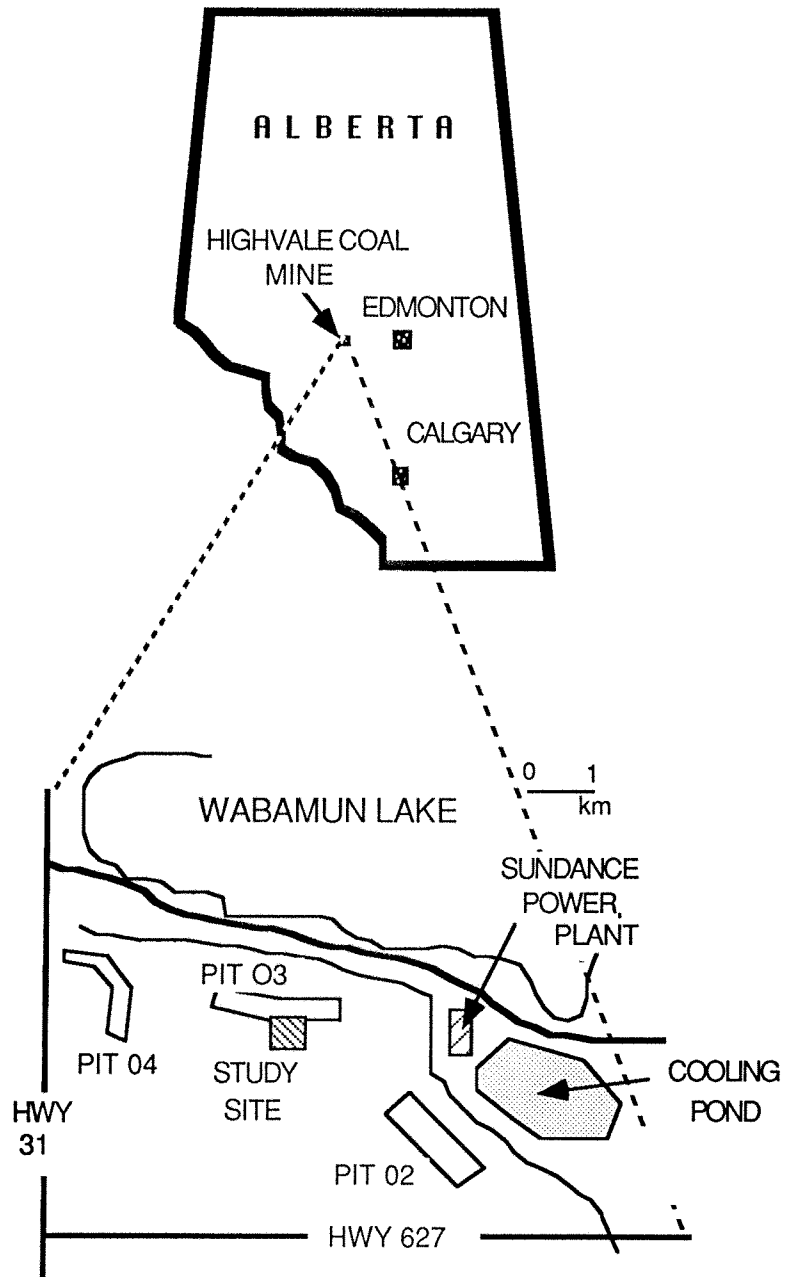 ALBERTA
HIGHVALE COAL
MINE
EDMONTON
CALGARY
0 1
km
WABAMUN LAKE
SUNDANCE
POWER
PLANT
PIT O3
PIT 04
STUDY
SITE
COOLING
POND
HWY
31
PIT 02
HWY 627